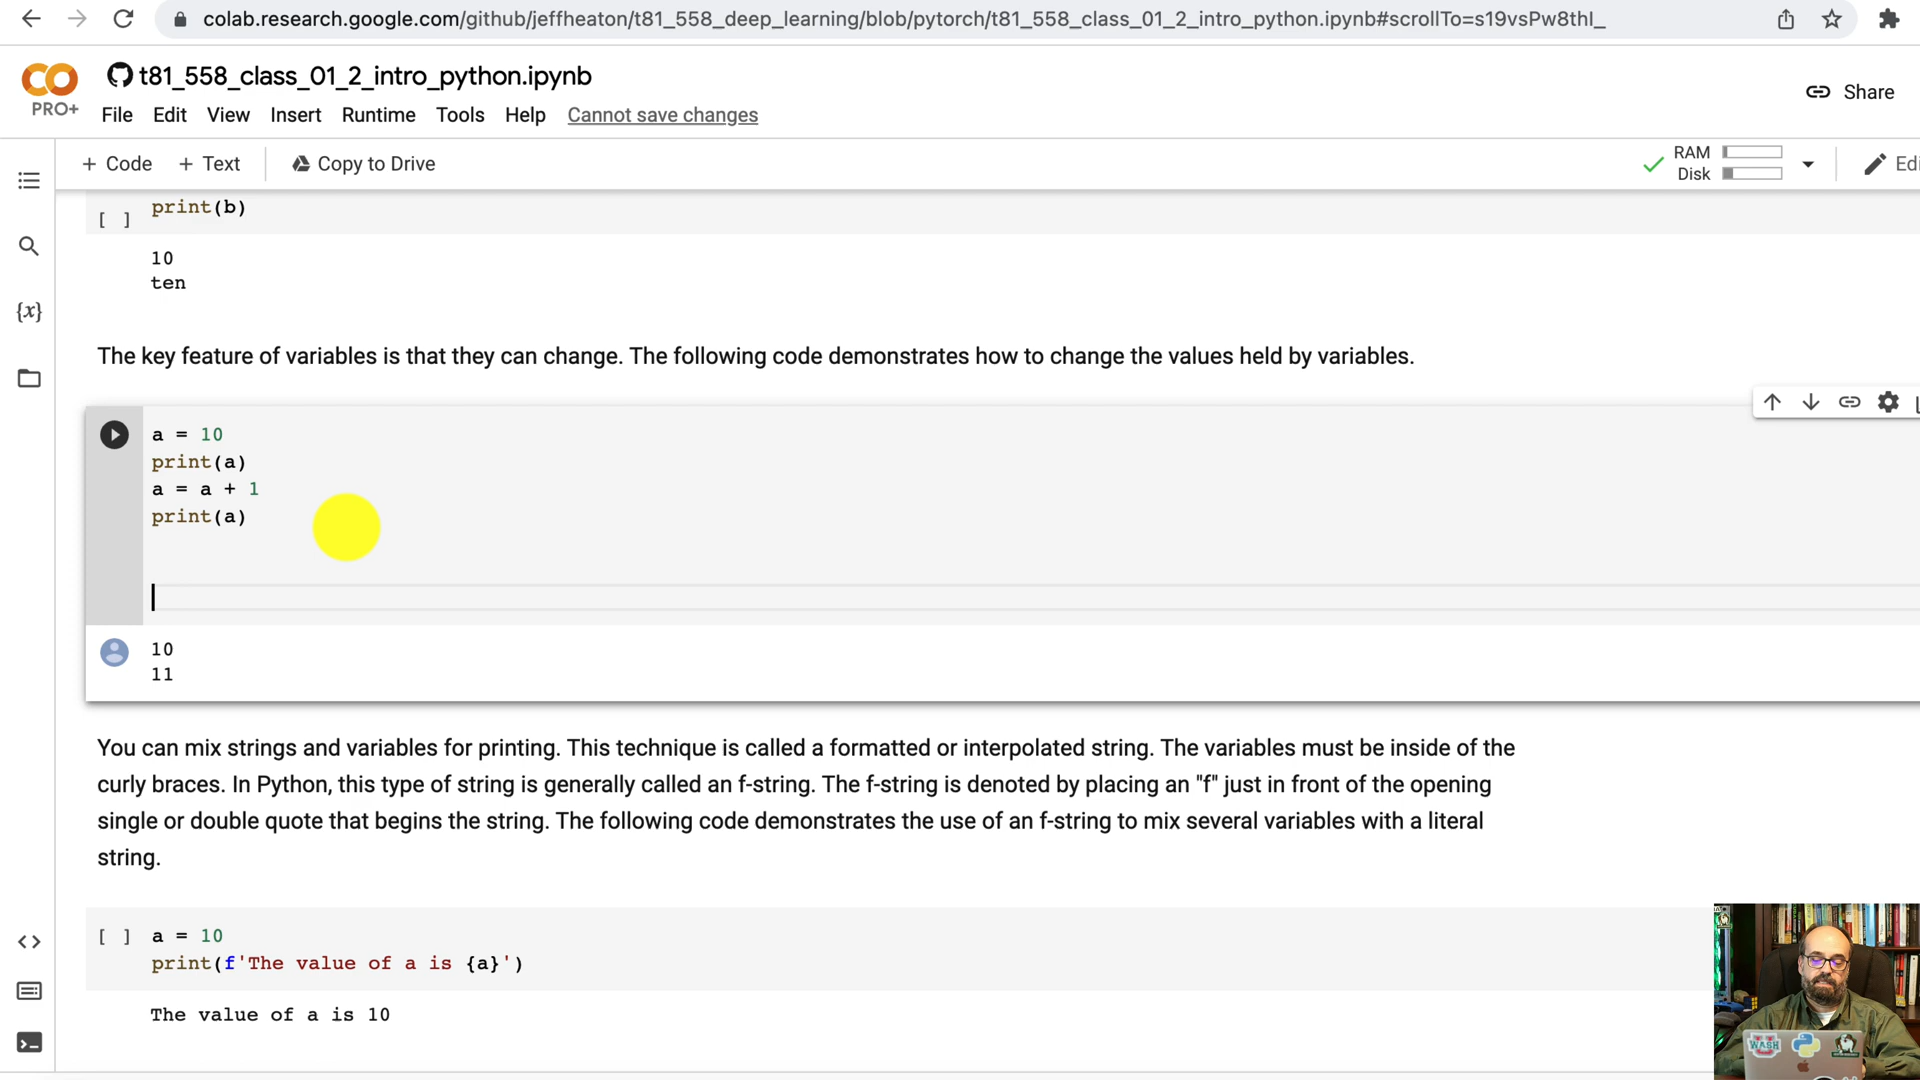 colab.research.google.com/github/jeffheaton/t81_558_deep_learning/blob/pytorch/t81_558_class_01_2_intro_python.ipynb#scrollTo=s19vsPw8thI_
t81_558_class_01_2_intro_python.ipynb
PRO+
File Edit View Insert Runtime Tools Help Cannot save changes
Share
+ Code + Text Copy to Drive
RAM
Disk
Edi
[ ] print(b)
10
ten
The key feature of variables is that they can change. The following code demonstrates how to change the values held by variables.
a = 10
print(a)
a = a + 1
print(a)
10
11
You can mix strings and variables for printing. This technique is called a formatted or interpolated string. The variables must be inside of the
curly braces. In Python, this type of string is generally called an f-string. The f-string is denoted by placing an "f" just in front of the opening
single or double quote that begins the string. The following code demonstrates the use of an f-string to mix several variables with a literal
string.
[ ] a = 10
print(f'The value of a is {a}')
The value of a is 10
WASH